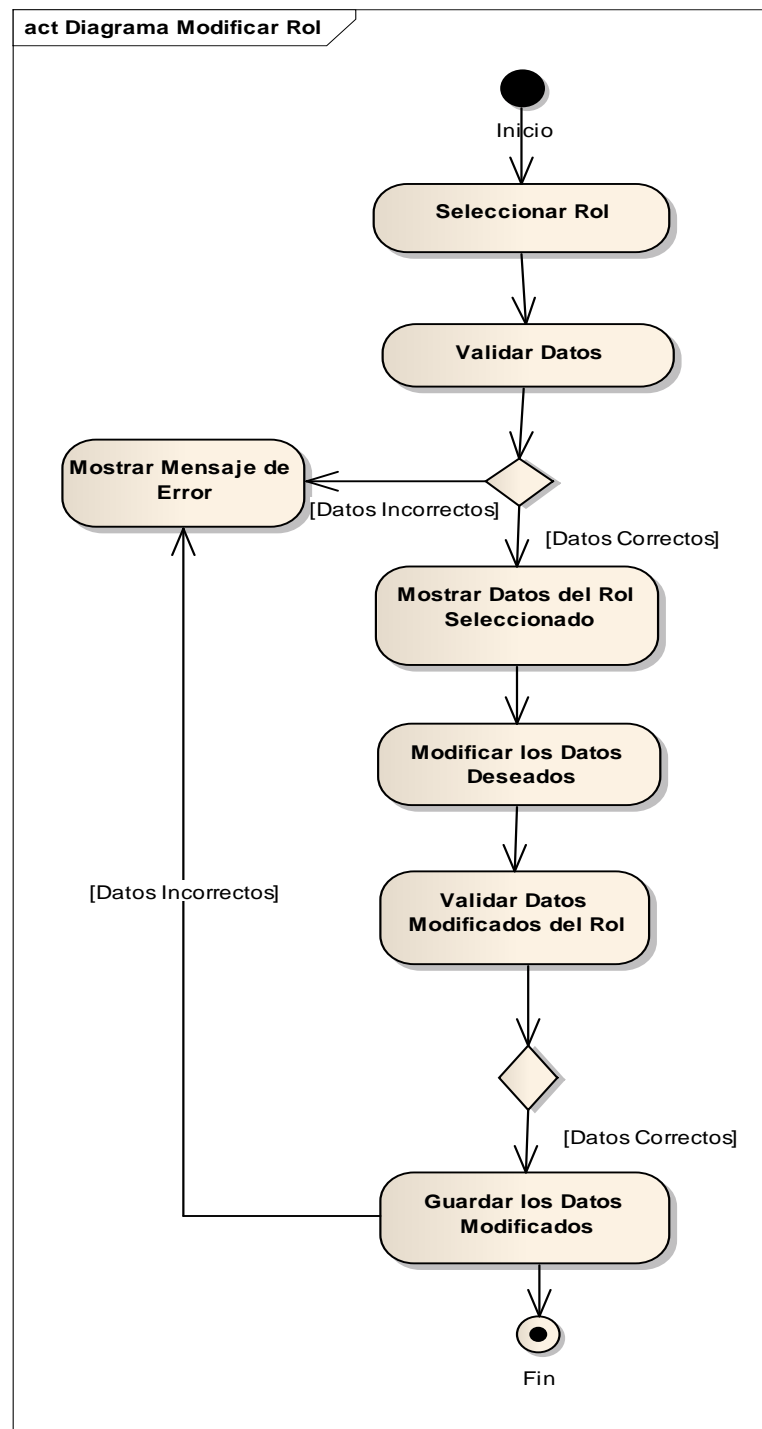 act Diagrama Modificar Rol
Inicio
Seleccionar Rol
Validar Datos
Mostrar Mensaje de
Error
[Datos Incorrectos]
[Datos Correctos]
Mostrar Datos del Rol
Seleccionado
Modificar los Datos
Deseados
[Datos Incorrectos]
Validar Datos
Modificados del Rol
[Datos Correctos]
Guardar los Datos
Modificados
Fin